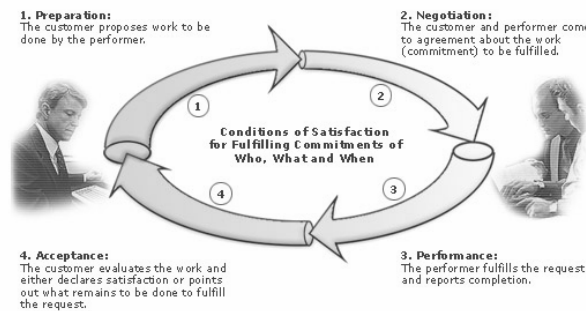 1. Preparation:
The customer proposes work to be
done by the performer.
2. Negotiation:
The customer and performer come
to agreement about the work
(commitment) to be fulfilled.
1
2
Conditions of Satisfaction
for Fulfilling Commitments of
Who, What and When
4
3
4. Acceptance:
The customer evaluates the work and
either declares satisfaction or points
out what remains to be done to fulfill
the request.
3. Performance:
The performer fulfills the request
and reports completion.